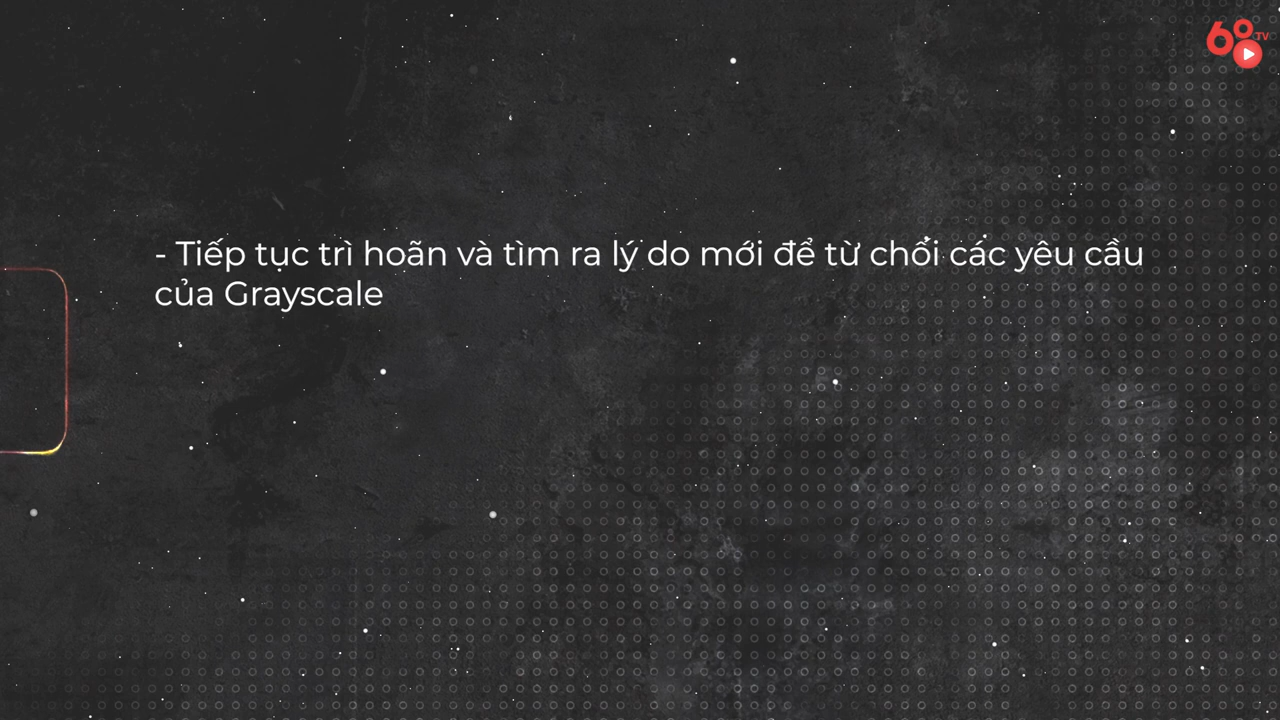 68
TV
- Tiếp tục trì hoãn và tìm ra lý do mới để từ chối các yêu cầu
của Grayscale